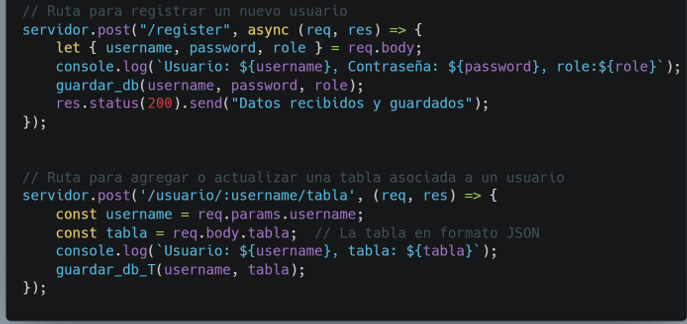 // Ruta para registrar un nuevo usuario
servidor.post("/register", async (req, res) => {
    let { username, password, role } = req.body;
    console.log(`Usuario: ${username}, Contraseña: ${password}, role:${role}`);
    guardar_db(username, password, role);
    res.status(200).send("Datos recibidos y guardados");
});
// Ruta para agregar o actualizar una tabla asociada a un usuario
servidor.post('/usuario/:username/tabla', (req, res) => {
    const username = req.params.username;
    const tabla = req.body.tabla;  // La tabla en formato JSON
    console.log(`Usuario: ${username}, tabla: ${tabla}`);
    guardar_db_T(username, tabla);
});